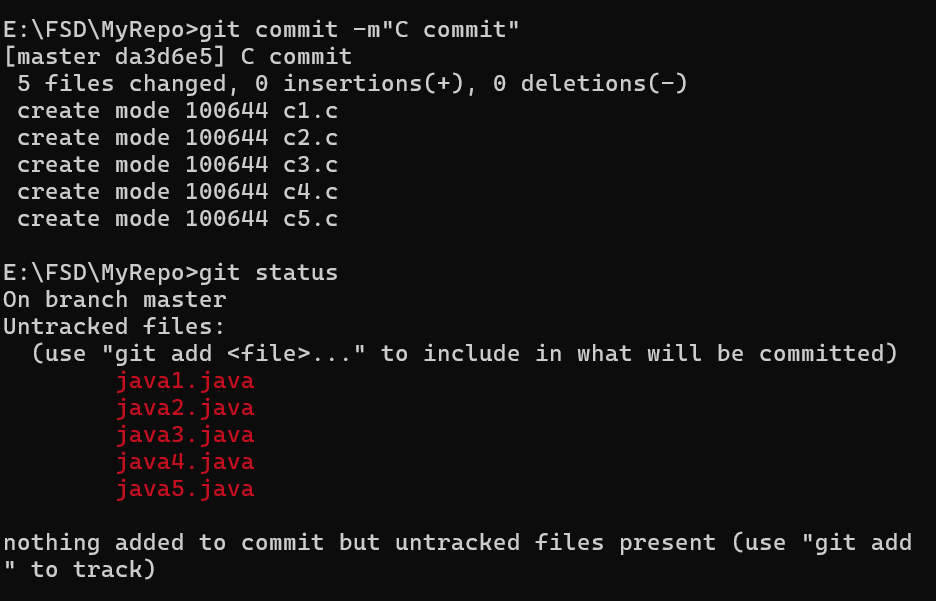 E:\FSD\MyRepo>git commit -m"C commit"
[master da3d6e5] C commit
 5 files changed, 0 insertions(+), 0 deletions(-)
 create mode 100644 c1.c
 create mode 100644 c2.c
 create mode 100644 c3.c
 create mode 100644 c4.c
 create mode 100644 c5.c

E:\FSD\MyRepo>git status
On branch master
Untracked files:
  (use "git add <file>..." to include in what will be committed)
        java1.java
        java2.java
        java3.java
        java4.java
        java5.java

nothing added to commit but untracked files present (use "git add
" to track)